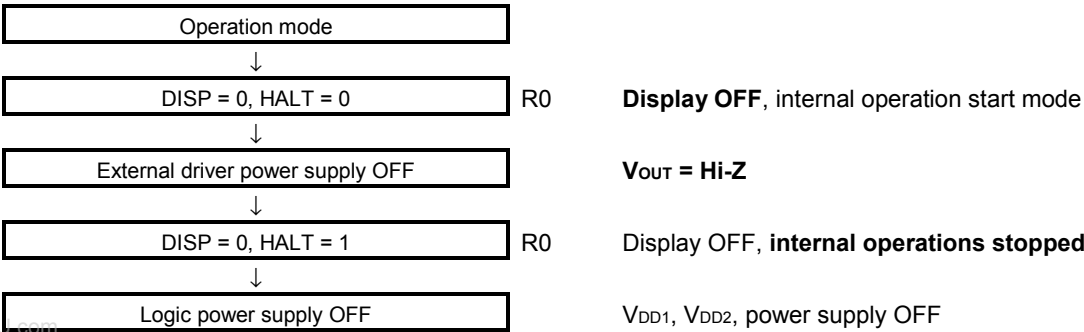 Operation mode
↓
DISP = 0, HALT = 0 R0 Display OFF, internal operation start mode
↓
External driver power supply OFF VOUT = Hi-Z
↓
DISP = 0, HALT = 1 R0 Display OFF, internal operations stopped
↓
Logic power supply OFF VDD1, VDD2, power supply OFF
.com